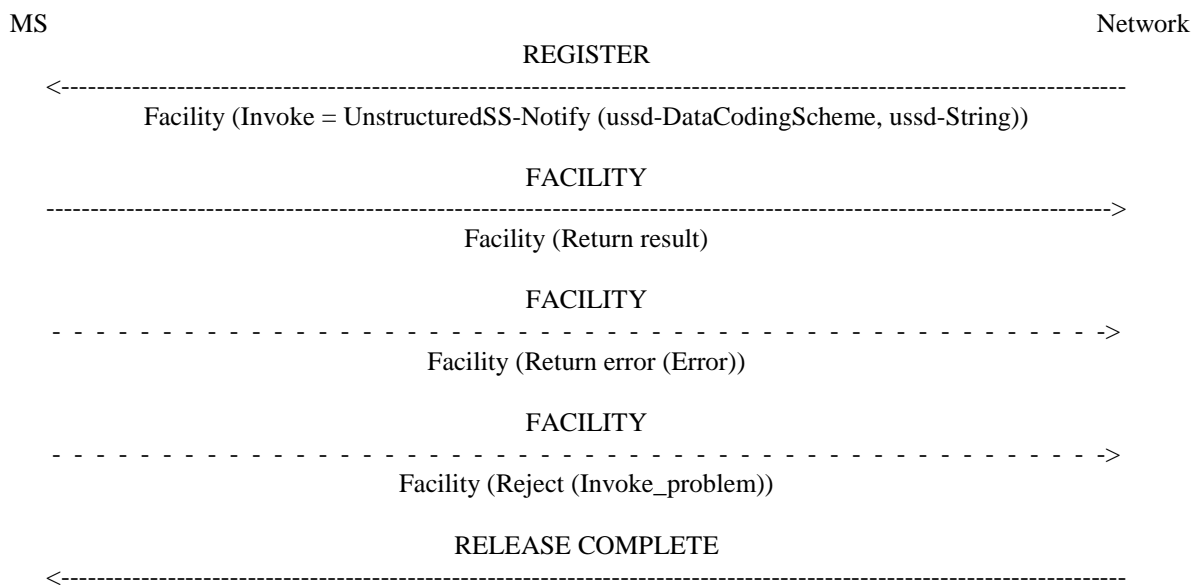 MS Network
REGISTER
<------------------------------------------------------------------------------------------------------------------------
Facility (Invoke = UnstructuredSS-Notify (ussd-DataCodingScheme, ussd-String))
FACILITY
------------------------------------------------------------------------------------------------------------------------>
Facility (Return result)
FACILITY
- - - - - - - - - - - - - - - - - - - - - - - - - - - - - - - - - - - - - - - - - - - - - - - - ->
Facility (Return error (Error))
FACILITY
- - - - - - - - - - - - - - - - - - - - - - - - - - - - - - - - - - - - - - - - - - - - - - - - ->
Facility (Reject (Invoke_problem))
RELEASE COMPLETE
<------------------------------------------------------------------------------------------------------------------------